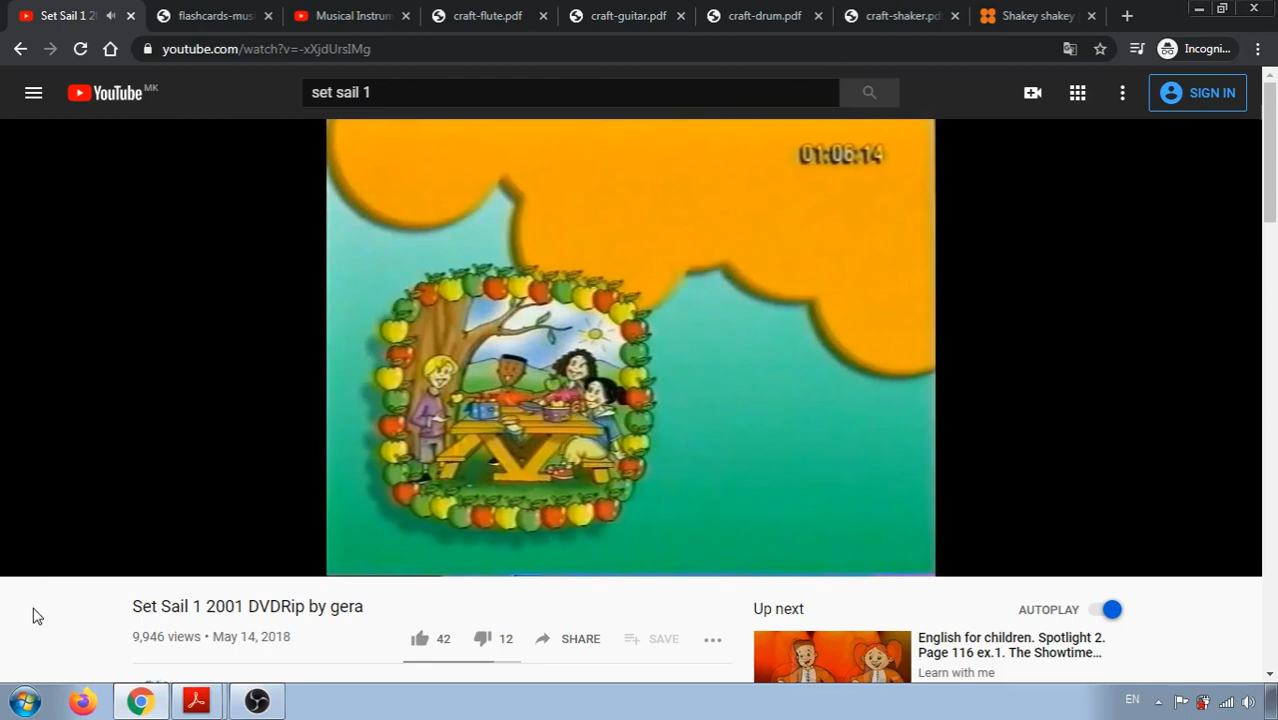 Set Sail 1 20
flashcards-mus
Musical Instrum
craft-flute.pdf
craft-guitar.pdf
craft-drum.pdf
craft-shaker.pdf
Shakey shakey
youtube.com/watch?v=-xXjdUrsIMg
Incogni...
YouTube MK
set sail 1
SIGN IN
01:06:14
Set Sail 1 2001 DVDRip by gera
9,946 views • May 14, 2018
42
12
SHARE
SAVE
Up next
AUTOPLAY
English for children. Spotlight 2.
Page 116 ex.1. The Showtime...
Learn with me
EN